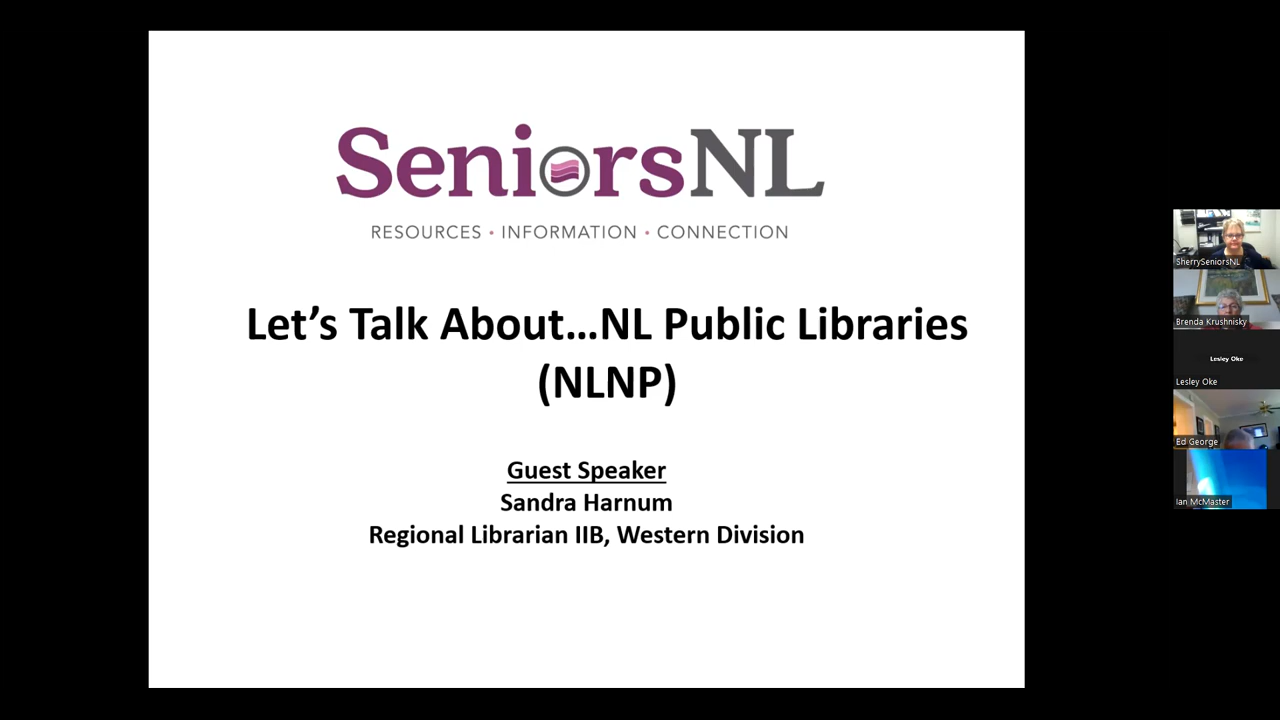 SeniorsNL
RESOURCES • INFORMATION • CONNECTION
Let's Talk About...NL Public Libraries
(NLNP)
Guest Speaker
Sandra Harnum
Regional Librarian IIB, Western Division
SherrySeniorsNL
Brenda Krushnisky
Lesley Oke
Lesley Oke
Ed George
Ian McMaster